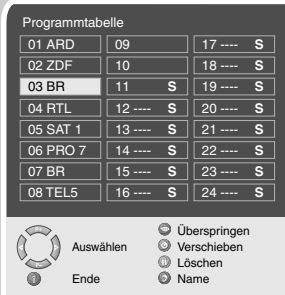 Programmtabelle
01 ARD 09 17 ---- S
02 ZDF 10 18 ---- S
03 BR 11 S 19 ---- S
04 RTL 12 ---- S 20 ---- S
05 SAT 1 13 ---- S 21 ---- S
06 PRO 7 14 ---- S 22 ---- S
07 BR 15 ---- S 23 ---- S
08 TEL5 16 ---- S 24 ---- S
Auswählen
Ende
Überspringen
Verschieben
Löschen
Name